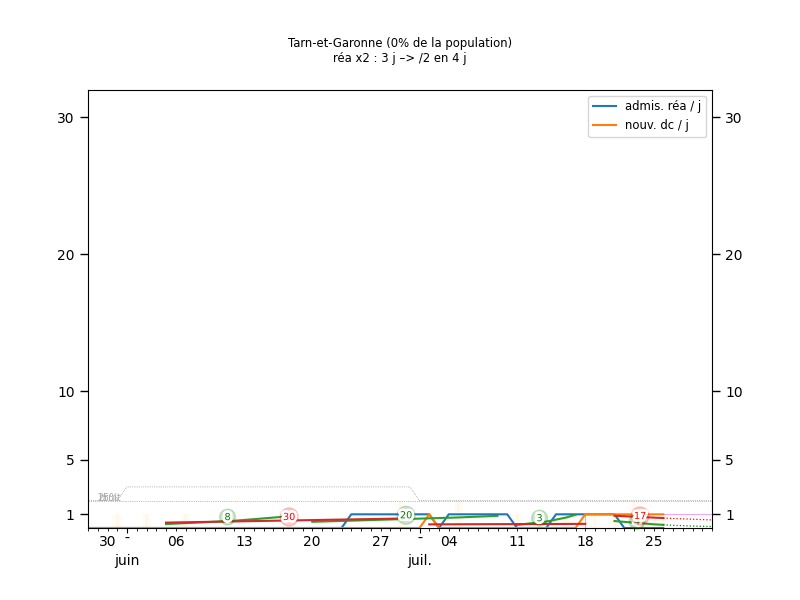 Tarn-et-Garonne (0% de la population)
réa x2 : 3 j –> /2 en 4 j
admis. réa / j
nouv. dc / j
30
30
20
20
10
10
5
5
1
1
8
30
20
3
17
30 - 06 13 20 27 - 04 11 18 25
juin
juil.